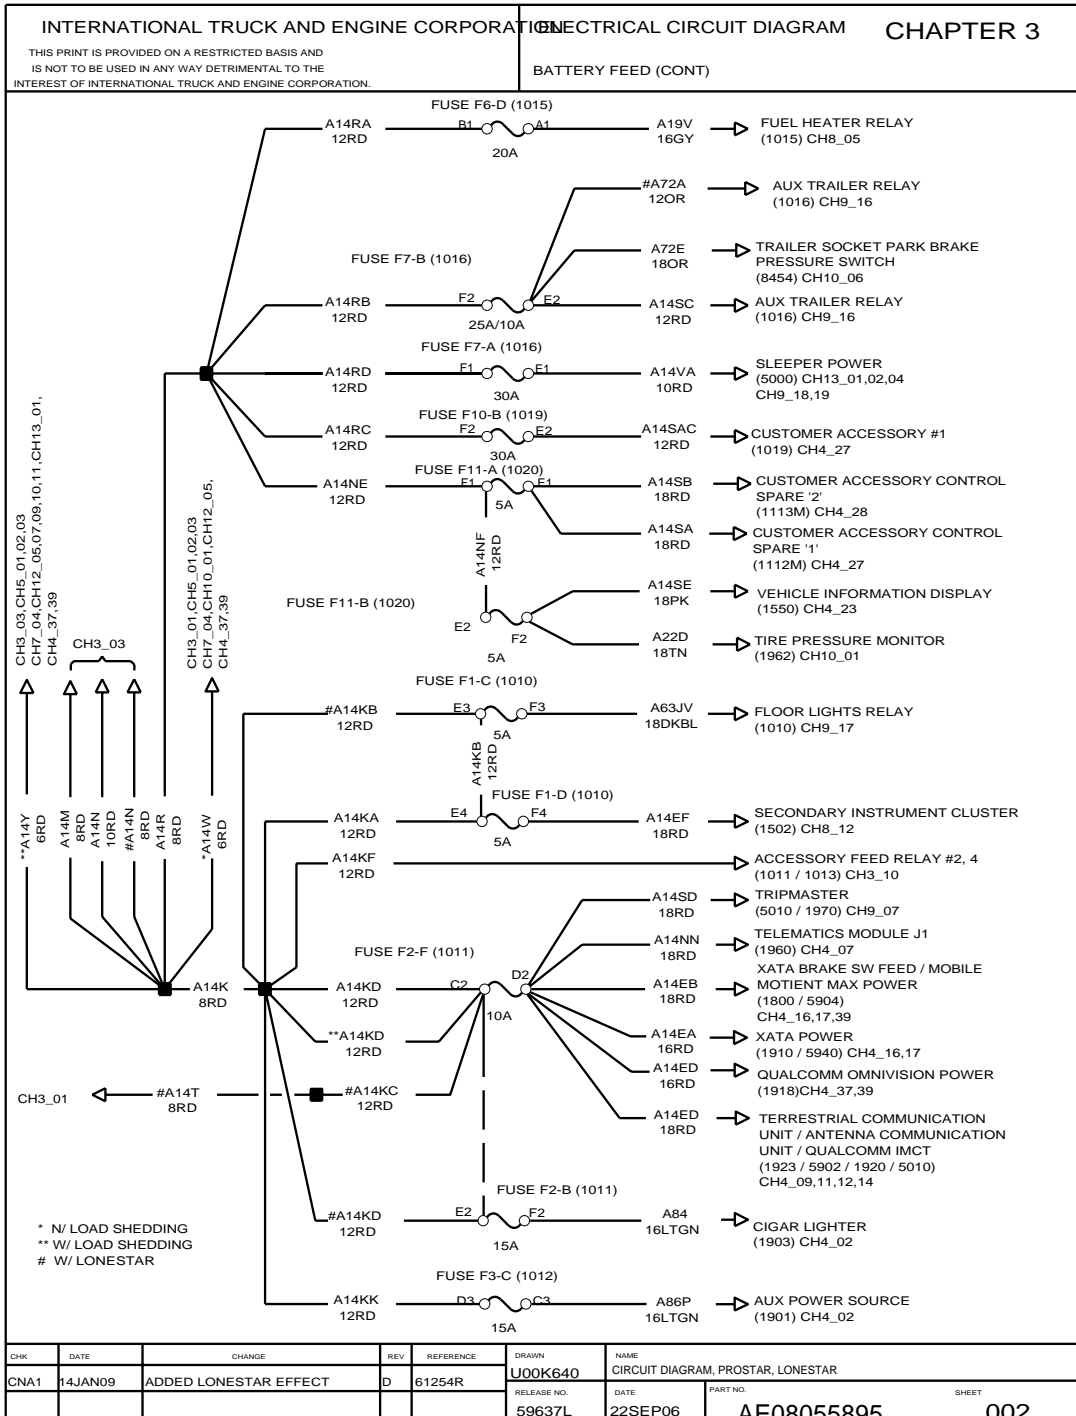 INTERNATIONAL TRUCK AND ENGINE CORPORATION
ELECTRICAL CIRCUIT DIAGRAM
CHAPTER 3
THIS PRINT IS PROVIDED ON A RESTRICTED BASIS AND
IS NOT TO BE USED IN ANY WAY DETRIMENTAL TO THE
INTEREST OF INTERNATIONAL TRUCK AND ENGINE CORPORATION.
BATTERY FEED (CONT)
FUSE F6-D (1015)
A14RA
12RD
B1
A1
20A
A19V
16GY
FUEL HEATER RELAY
(1015) CH8_05
#A72A
12OR
AUX TRAILER RELAY
(1016) CH9_16
A72E
18OR
TRAILER SOCKET PARK BRAKE
PRESSURE SWITCH
(8454) CH10_06
FUSE F7-B (1016)
A14RB
12RD
F2
E2
25A/10A
A14SC
12RD
AUX TRAILER RELAY
(1016) CH9_16
FUSE F7-A (1016)
A14RD
12RD
F1
E1
30A
A14VA
10RD
SLEEPER POWER
(5000) CH13_01,02,04
CH9_18,19
FUSE F10-B (1019)
A14RC
12RD
F2
E2
30A
A14SAC
12RD
CUSTOMER ACCESSORY #1
(1019) CH4_27
FUSE F11-A (1020)
A14NE
12RD
F1
E1
5A
A14SB
18RD
CUSTOMER ACCESSORY CONTROL
SPARE '2'
(1113M) CH4_28
A14SA
18RD
CUSTOMER ACCESSORY CONTROL
SPARE '1'
(1112M) CH4_27
A14NF
12RD
FUSE F11-B (1020)
E2
F2
5A
A14SE
18PK
VEHICLE INFORMATION DISPLAY
(1550) CH4_23
A22D
18TN
TIRE PRESSURE MONITOR
(1962) CH10_01
CH3_03,CH5_01,02,03
CH7_04,CH12_05,07,09,10,11,CH13_01,
CH4_37,39
CH3_03
CH3_01,CH5_01,02,03
CH7_04,CH10_01,CH12_05,
CH4_37,39
FUSE F1-C (1010)
#A14KB
12RD
E3
F3
5A
A63JV
18DKBL
FLOOR LIGHTS RELAY
(1010) CH9_17
A14KB
12RD
FUSE F1-D (1010)
A14KA
12RD
E4
F4
5A
A14EF
18RD
SECONDARY INSTRUMENT CLUSTER
(1502) CH8_12
**A14Y
6RD
A14M
8RD
A14N
10RD
#A14N
8RD
A14R
8RD
*A14W
6RD
A14KF
12RD
ACCESSORY FEED RELAY #2, 4
(1011 / 1013) CH3_10
A14SD
18RD
TRIPMASTER
(5010 / 1970) CH9_07
A14NN
18RD
TELEMATICS MODULE J1
(1960) CH4_07
FUSE F2-F (1011)
A14K
8RD
A14KD
12RD
C2
D2
10A
A14EB
18RD
XATA BRAKE SW FEED / MOBILE
MOTIENT MAX POWER
(1800 / 5904)
CH4_16,17,39
**A14KD
12RD
A14EA
16RD
XATA POWER
(1910 / 5940) CH4_16,17
A14ED
16RD
QUALCOMM OMNIVISION POWER
(1918)CH4_37,39
CH3_01
#A14T
8RD
#A14KC
12RD
A14ED
18RD
TERRESTRIAL COMMUNICATION
UNIT / ANTENNA COMMUNICATION
UNIT / QUALCOMM IMCT
(1923 / 5902 / 1920 / 5010)
CH4_09,11,12,14
FUSE F2-B (1011)
#A14KD
12RD
E2
F2
15A
A84
16LTGN
CIGAR LIGHTER
(1903) CH4_02
* N/ LOAD SHEDDING
** W/ LOAD SHEDDING
# W/ LONESTAR
FUSE F3-C (1012)
A14KK
12RD
D3
C3
15A
A86P
16LTGN
AUX POWER SOURCE
(1901) CH4_02
CHK DATE CHANGE REV REFERENCE
CNA1 14JAN09 ADDED LONESTAR EFFECT D 61254R
DRAWN
U00K640
NAME
CIRCUIT DIAGRAM, PROSTAR, LONESTAR
RELEASE NO.
59637L
DATE
22SEP06
PART NO.
AE08055895
SHEET
002